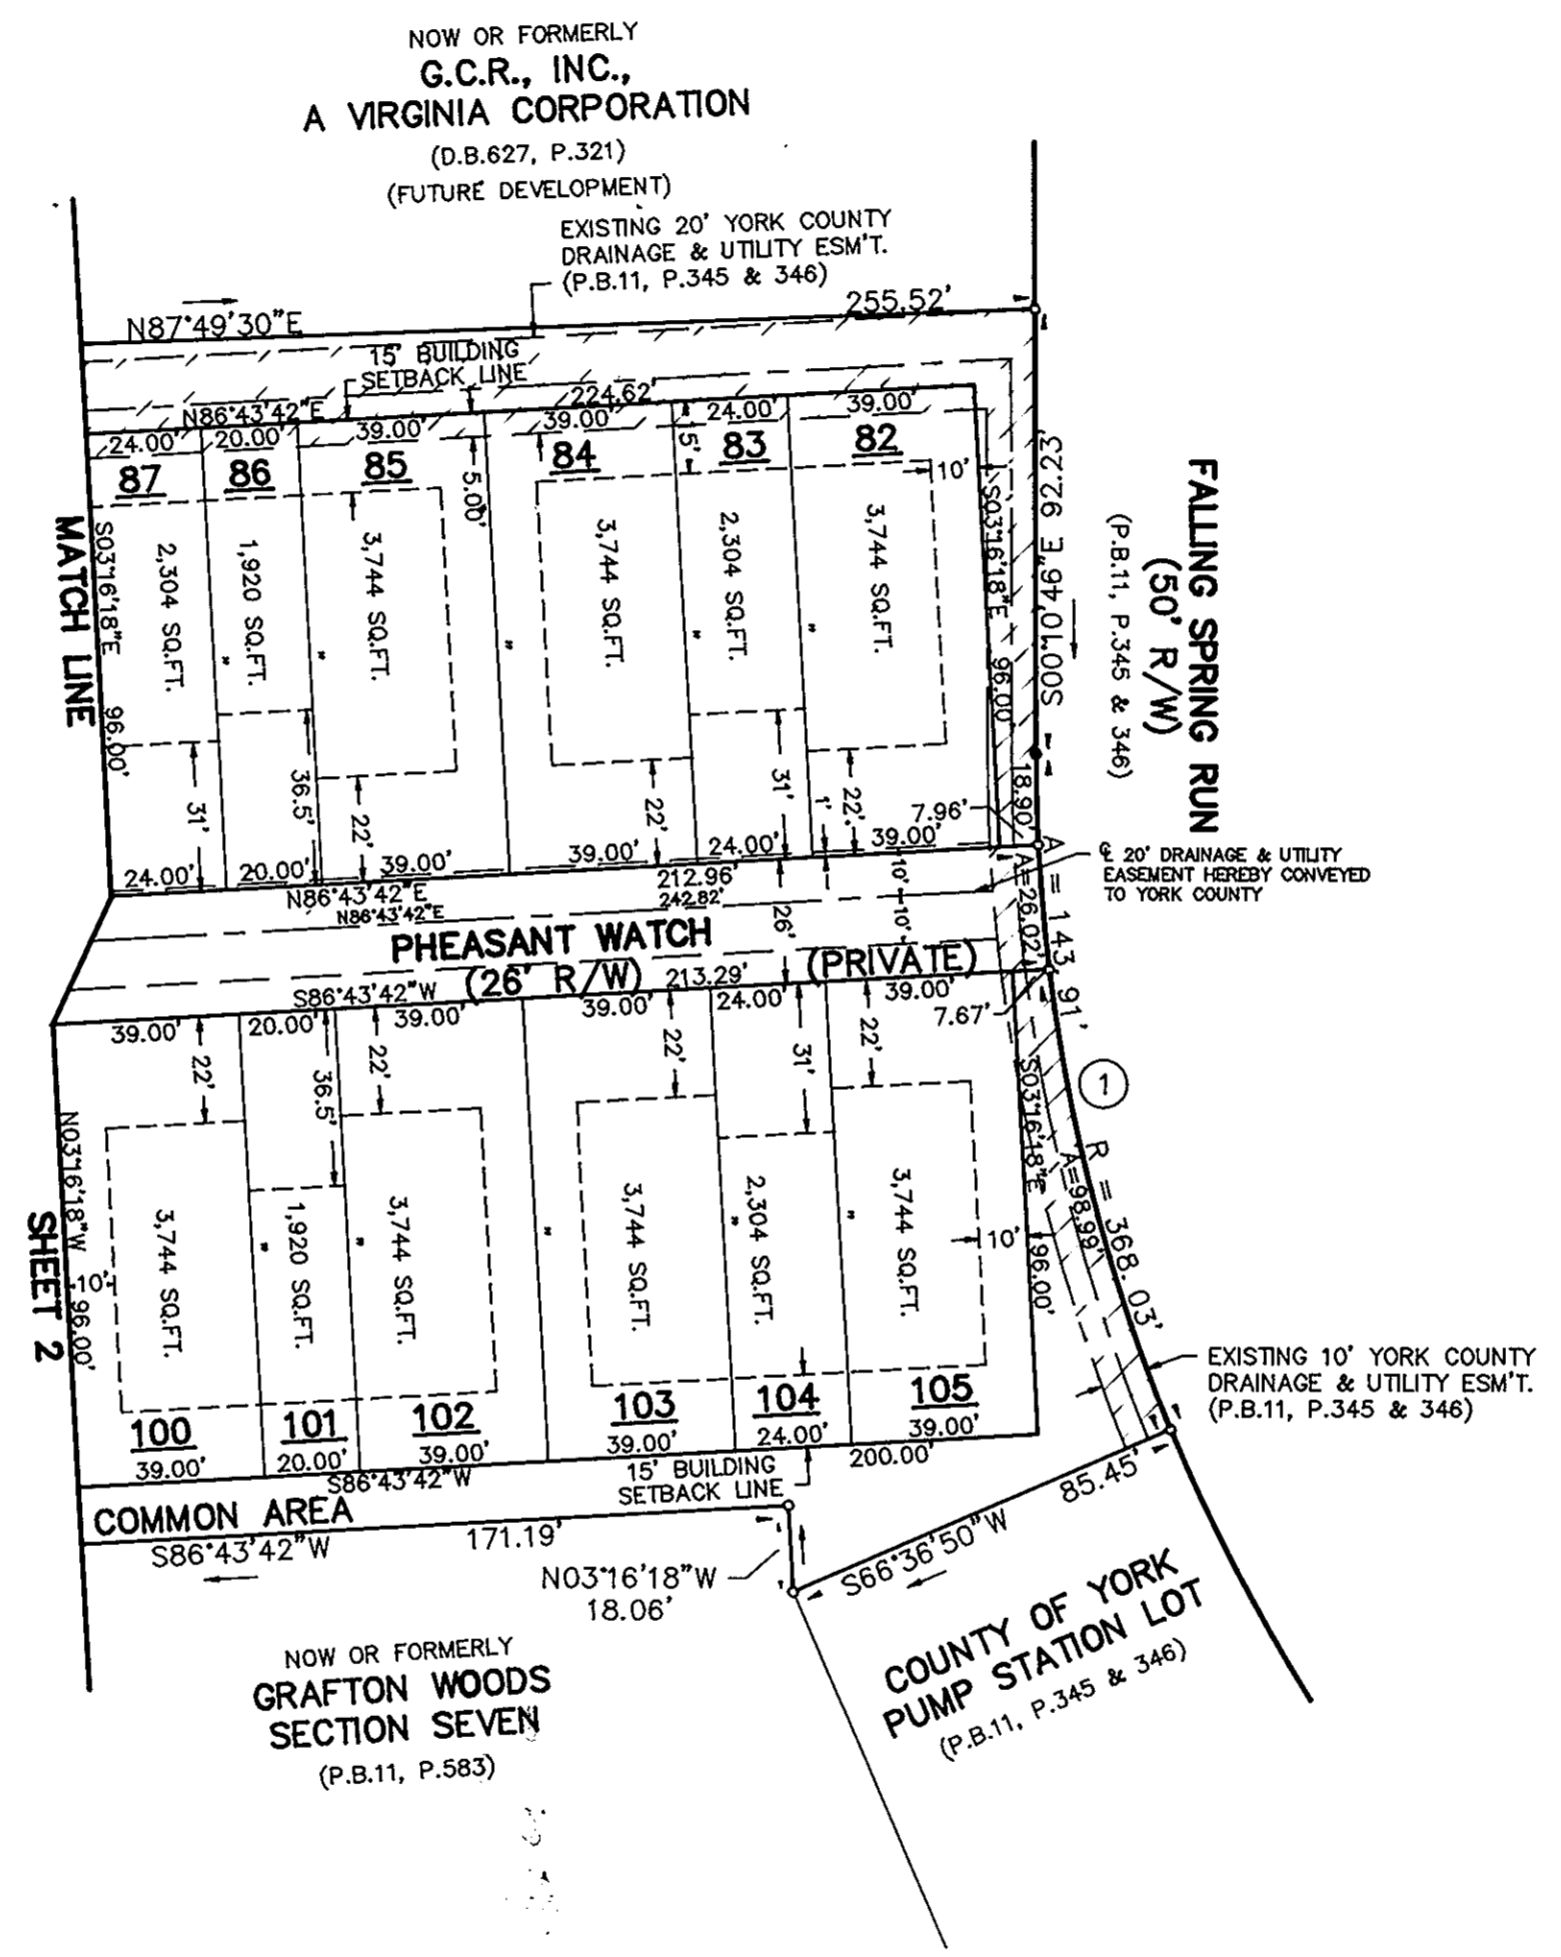 NOW OR FORMERLY
G.C.R., INC.,
A VIRGINIA CORPORATION
(D.B.627, P.321)
(FUTURE DEVELOPMENT)
EXISTING 20' YORK COUNTY
DRAINAGE & UTILITY ESM'T.
(P.B.11, P.345 & 346)
N87°49'30"E
255.52'
15' BUILDING
SETBACK LINE
N86°43'42"E
224.62'
24.00'
20.00'
39.00'
39.00'
24.00'
39.00'
87
86
85
84
83
82
5.00'
10'
MATCH LINE
S03°16'18"E
96.00'
2,304 SQ.FT.
1,920 SQ.FT.
3,744 SQ.FT.
3,744 SQ.FT.
2,304 SQ.FT.
3,744 SQ.FT.
S03°16'18"E
96.00'
S00°10'46"E 92.23'
FALLING SPRING RUN
(50' R/W)
(P.B.11, P.345 & 346)
31'
36.5'
22'
22'
31'
1'
22'
7.96'
18.90'
24.00'
20.00'
39.00'
39.00'
24.00'
39.00'
N86°43'42"E
212.96'
N86°43'42"E
242.82'
26'
10'
10'
A=26.02'
A = 143.91'
℄ 20' DRAINAGE & UTILITY
EASEMENT HEREBY CONVEYED
TO YORK COUNTY
PHEASANT WATCH
(26' R/W)
(PRIVATE)
S86°43'42"W
213.29'
39.00'
20.00'
39.00'
39.00'
24.00'
39.00'
7.67'
22'
36.5'
22'
22'
31'
22'
1
R = 368.03'
A=98.99'
S03°16'18"E
96.00'
SHEET 2
N03°16'18"W
96.00'
10'
3,744 SQ.FT.
1,920 SQ.FT.
3,744 SQ.FT.
3,744 SQ.FT.
2,304 SQ.FT.
3,744 SQ.FT.
10'
100
101
102
103
104
105
39.00'
20.00'
39.00'
39.00'
24.00'
39.00'
S86°43'42"W
200.00'
15' BUILDING
SETBACK LINE
EXISTING 10' YORK COUNTY
DRAINAGE & UTILITY ESM'T.
(P.B.11, P.345 & 346)
COMMON AREA
S86°43'42"W
171.19'
N03°16'18"W
18.06'
S66°36'50"W
85.45'
COUNTY OF YORK
PUMP STATION LOT
(P.B.11, P.345 & 346)
NOW OR FORMERLY
GRAFTON WOODS
SECTION SEVEN
(P.B.11, P.583)